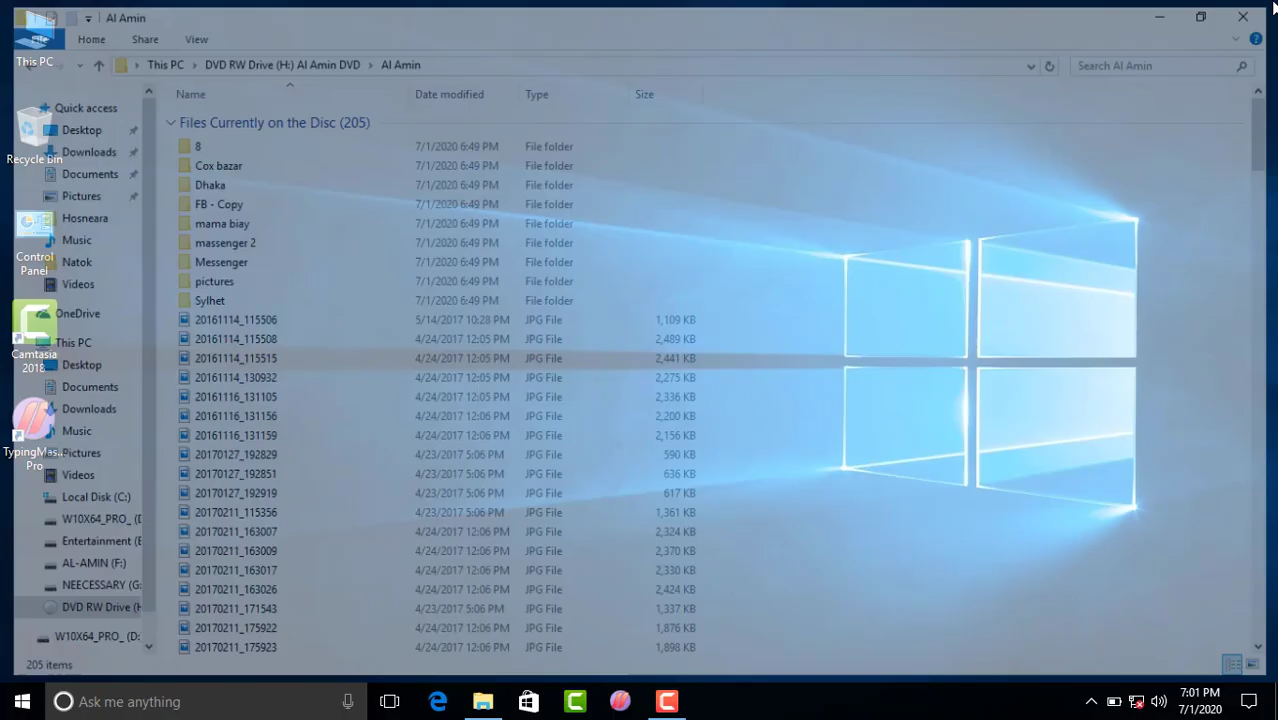 Al Amin
File Home Share View
This PC
This PC DVD RW Drive (H:) Al Amin DVD Al Amin
Search Al Amin
Name Date modified Type Size
Quick access
Files Currently on the Disc (205)
Desktop
8 7/1/2020 6:49 PM File folder
Recycle Bin
Downloads
Cox bazar 7/1/2020 6:49 PM File folder
Documents
Dhaka 7/1/2020 6:49 PM File folder
Pictures
FB - Copy 7/1/2020 6:49 PM File folder
Hosneara
mama biay 7/1/2020 6:49 PM File folder
Music
massenger 2 7/1/2020 6:49 PM File folder
Control
Panel
Natok
Messenger 7/1/2020 6:49 PM File folder
Videos
pictures 7/1/2020 6:49 PM File folder
Sylhet 7/1/2020 6:49 PM File folder
OneDrive
20161114_115506 5/14/2017 10:28 PM JPG File 1,109 KB
This PC
20161114_115508 4/24/2017 12:05 PM JPG File 2,489 KB
Camtasia
2018
Desktop
20161114_115515 4/24/2017 12:05 PM JPG File 2,441 KB
20161114_130932 4/24/2017 12:05 PM JPG File 2,275 KB
Documents
20161116_131105 4/24/2017 12:05 PM JPG File 2,336 KB
Downloads
20161116_131156 4/24/2017 12:06 PM JPG File 2,200 KB
Music
20161116_131159 4/24/2017 12:06 PM JPG File 2,156 KB
TypingMas...
Pro
Pictures
20170127_192829 4/23/2017 5:06 PM JPG File 590 KB
Videos
20170127_192851 4/23/2017 5:06 PM JPG File 636 KB
Local Disk (C:)
20170127_192919 4/23/2017 5:06 PM JPG File 617 KB
W10X64_PRO_ (D
20170211_115356 4/23/2017 5:06 PM JPG File 1,361 KB
20170211_163007 4/24/2017 12:06 PM JPG File 2,324 KB
Entertainment (E
20170211_163009 4/24/2017 12:06 PM JPG File 2,370 KB
AL-AMIN (F:)
20170211_163017 4/24/2017 12:06 PM JPG File 2,330 KB
NEECESSARY (G:
20170211_163026 4/24/2017 12:06 PM JPG File 2,424 KB
DVD RW Drive (H
20170211_171543 4/23/2017 5:06 PM JPG File 1,337 KB
20170211_175922 4/24/2017 12:06 PM JPG File 1,876 KB
W10X64_PRO_ (D:
20170211_175923 4/24/2017 12:06 PM JPG File 1,898 KB
205 items
Ask me anything
7:01 PM
7/1/2020